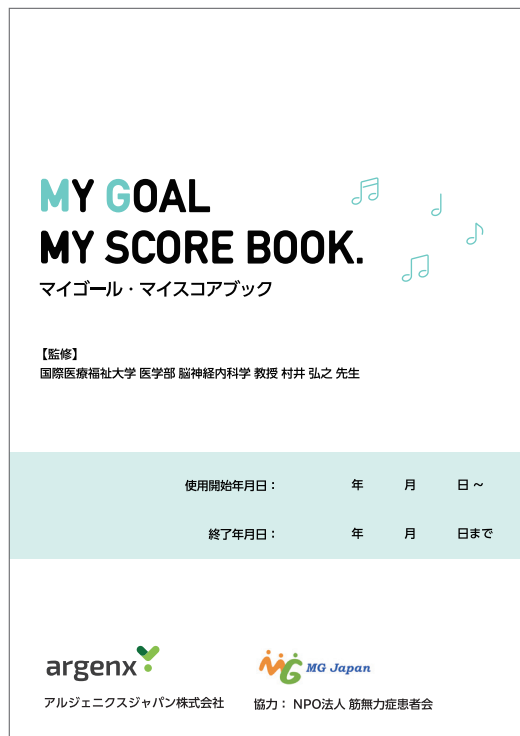 MY GOAL
MY SCORE BOOK.
マイゴール・マイスコアブック
【監修】
国際医療福祉大学 医学部 脳神経内科学 教授 村井 弘之 先生
使用開始年月日： 年 月 日～
終了年月日： 年 月 日まで
argenx
アルジェニクスジャパン株式会社
MG MG Japan
協力： NPO法人 筋無力症患者会